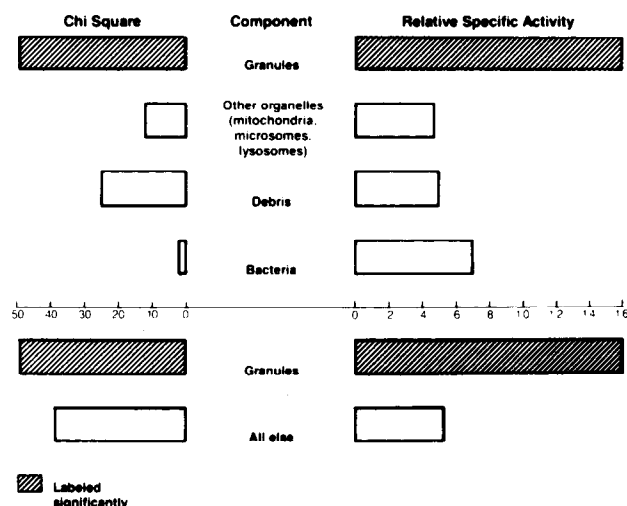 Chi Square Component Relative Specific Activity
Granules
Other organelles
(mitochondria.
microsomes.
lysosomes)
Debris
Bacteria
50 40 30 20 10 0 0 2 4 6 8 10 12 14 16
Granules
All else
Labeled
significantly